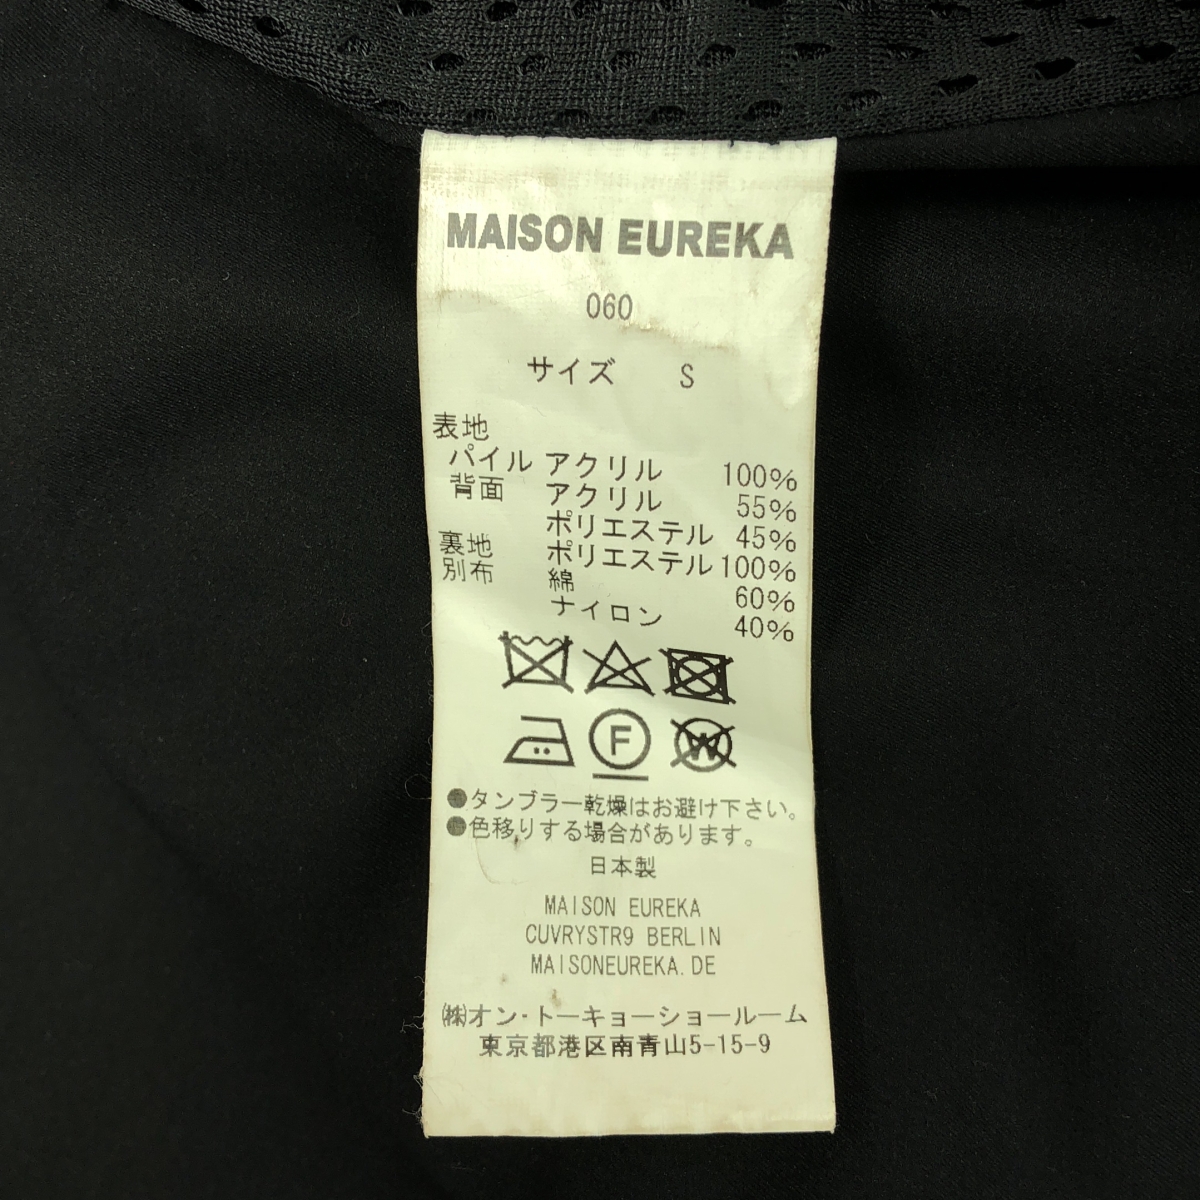 MAISON EUREKA
060
サイズ S
表地
パイル アクリル 100%
背面 アクリル 55%
ポリエステル 45%
裏地 ポリエステル 100%
別布 綿 60%
ナイロン 40%
F W
●タンブラー乾燥はお避け下さい。
●色移りする場合があります。
日本製
MAISON EUREKA
CUVRYSTR9 BERLIN
MAISONEUREKA.DE
㈱オン・トーキョーショールーム
東京都港区南青山5-15-9